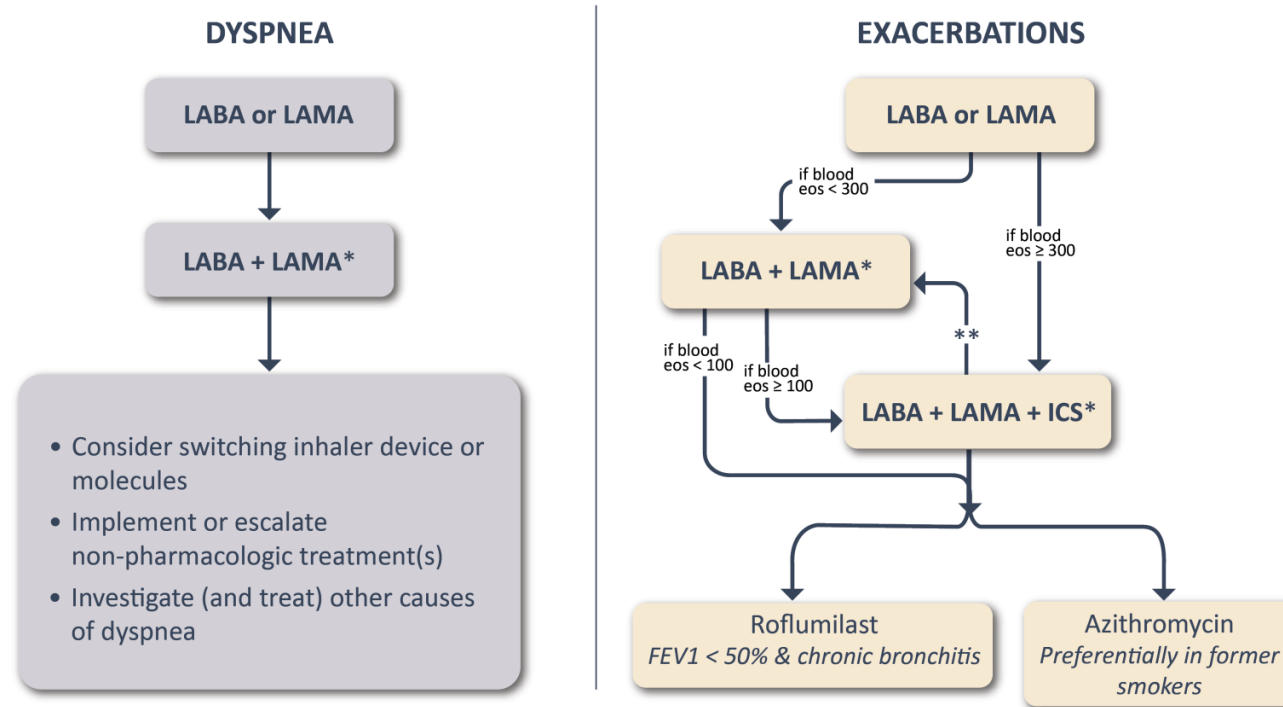 DYSPNEA
LABA or LAMA
LABA + LAMA*
• Consider switching inhaler device or
molecules
• Implement or escalate
non-pharmacologic treatment(s)
• Investigate (and treat) other causes
of dyspnea
EXACERBATIONS
LABA or LAMA
if blood
eos < 300
if blood
eos ≥ 300
LABA + LAMA*
**
if blood
eos < 100
if blood
eos ≥ 100
LABA + LAMA + ICS*
Roflumilast
FEV1 < 50% & chronic bronchitis
Azithromycin
Preferentially in former
smokers